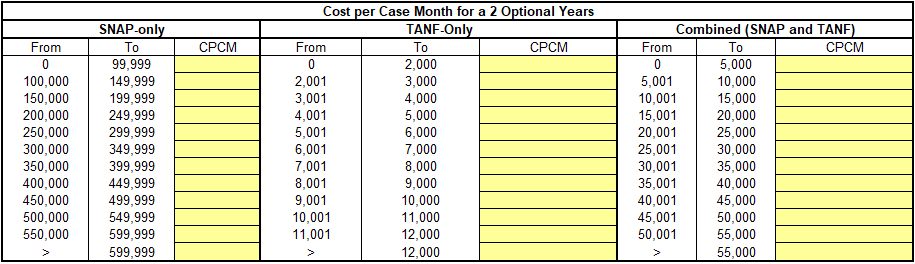 Cost per Case Month for a 2 Optional Years
SNAP-only TANF-Only Combined (SNAP and TANF)
From To CPCM From To CPCM From To CPCM
0 99,999 0 2,000 0 5,000
100,000 149,999 2,001 3,000 5,001 10,000
150,000 199,999 3,001 4,000 10,001 15,000
200,000 249,999 4,001 5,000 15,001 20,000
250,000 299,999 5,001 6,000 20,001 25,000
300,000 349,999 6,001 7,000 25,001 30,000
350,000 399,999 7,001 8,000 30,001 35,000
400,000 449,999 8,001 9,000 35,001 40,000
450,000 499,999 9,001 10,000 40,001 45,000
500,000 549,999 10,001 11,000 45,001 50,000
550,000 599,999 11,001 12,000 50,001 55,000
> 599,999 > 12,000 > 55,000